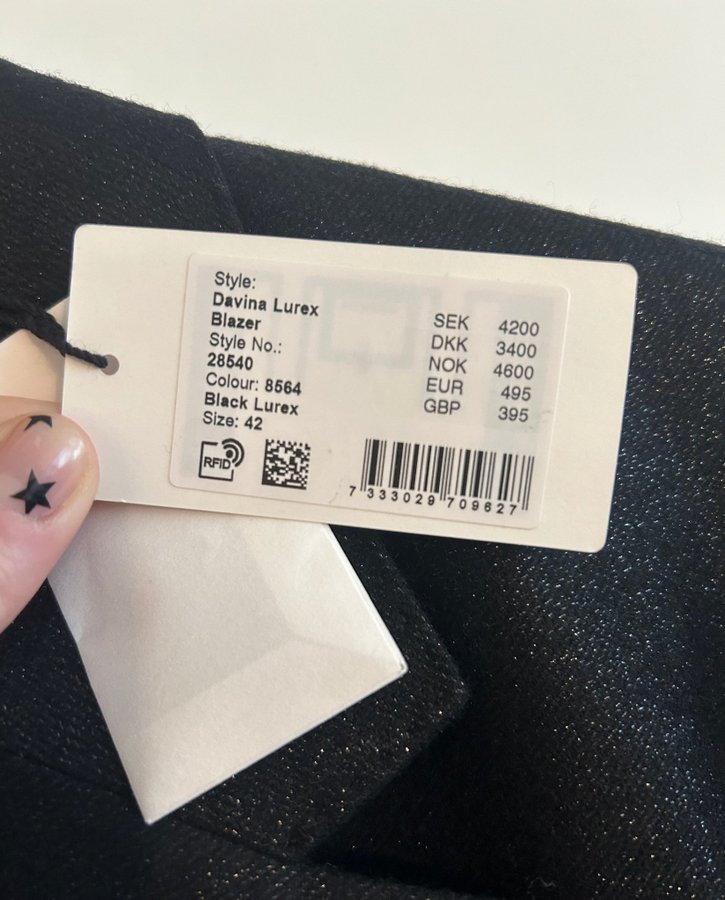 Style:
Davina Lurex
Blazer
Style No.:
28540
Colour: 8564
Black Lurex
Size: 42
SEK 4200
DKK 3400
NOK 4600
EUR 495
GBP 395
RFID
7 333029 709627